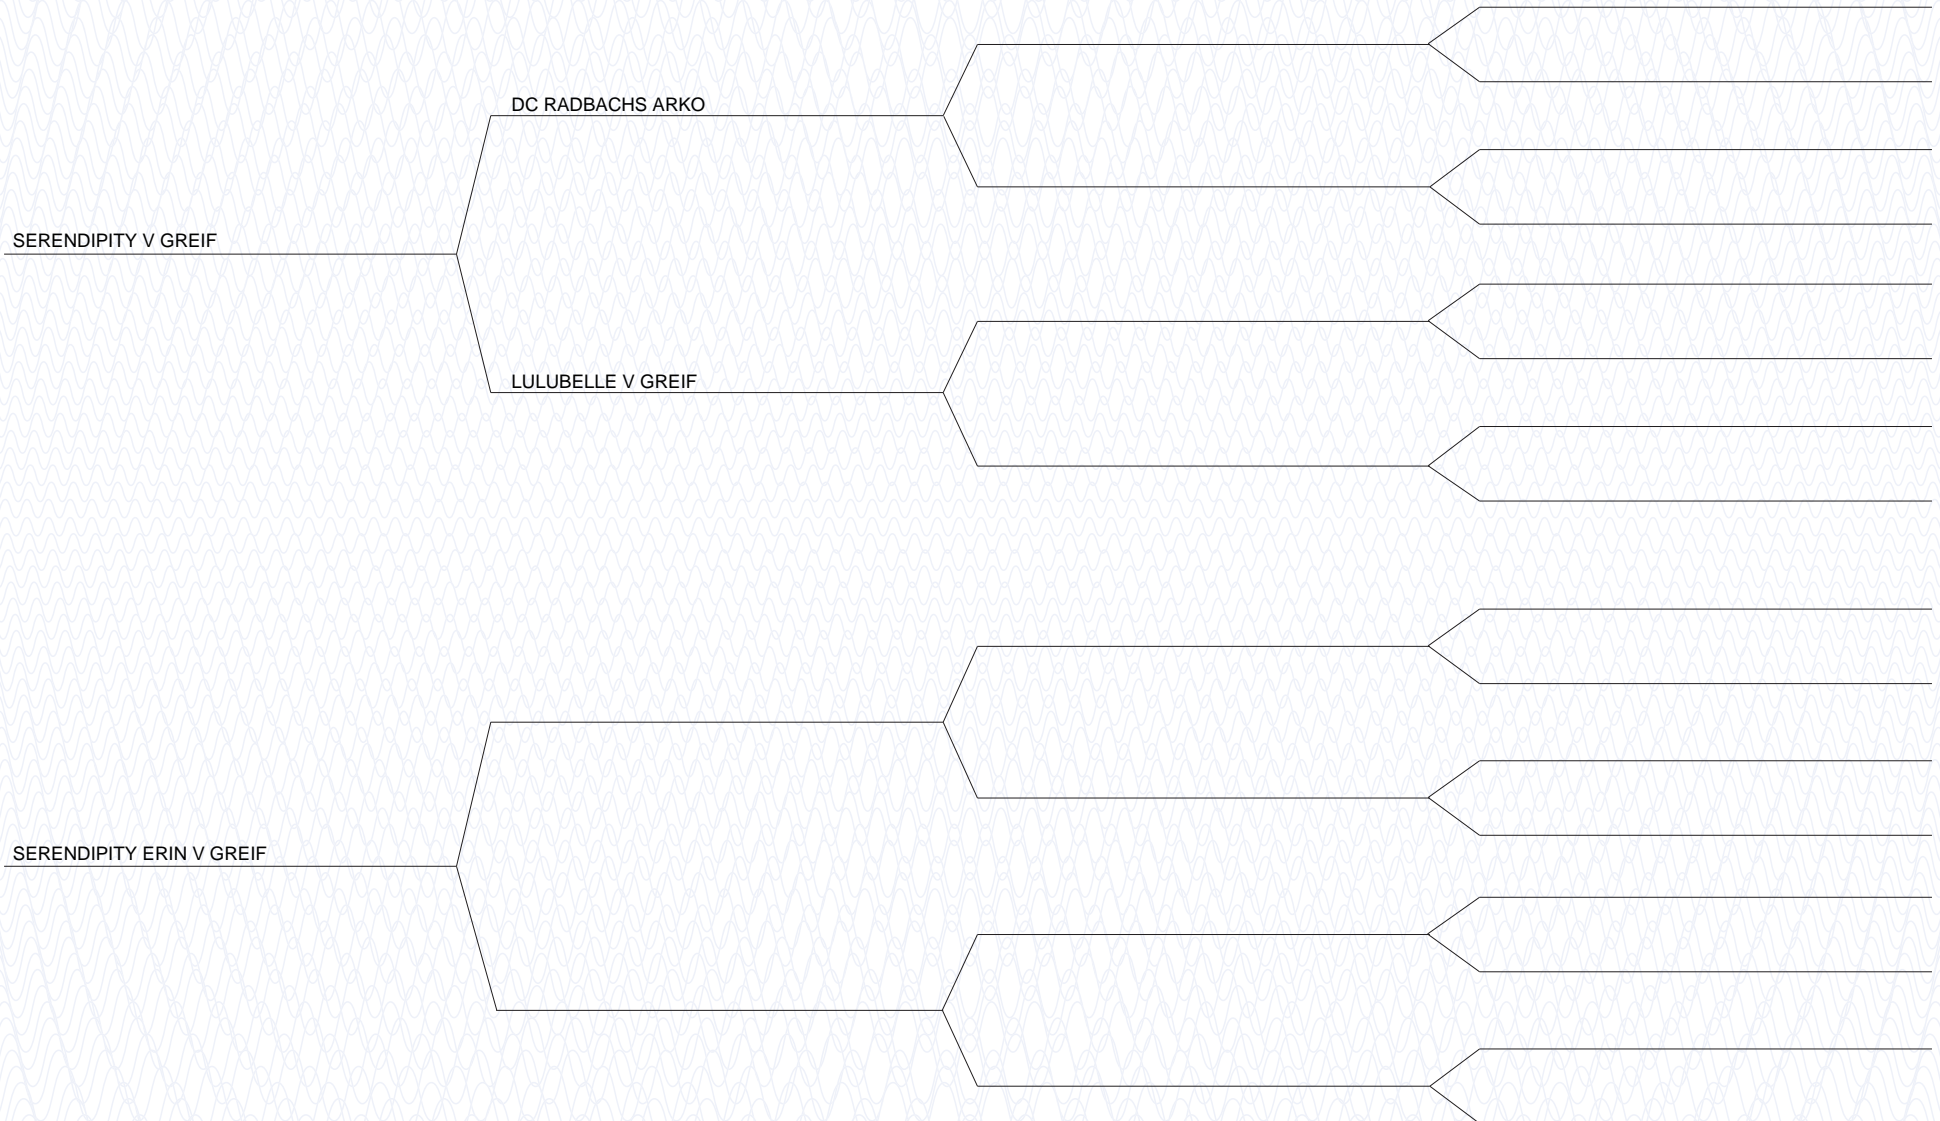 DC RADBACHS ARKO
SERENDIPITY V GREIF
LULUBELLE V GREIF
SERENDIPITY ERIN V GREIF